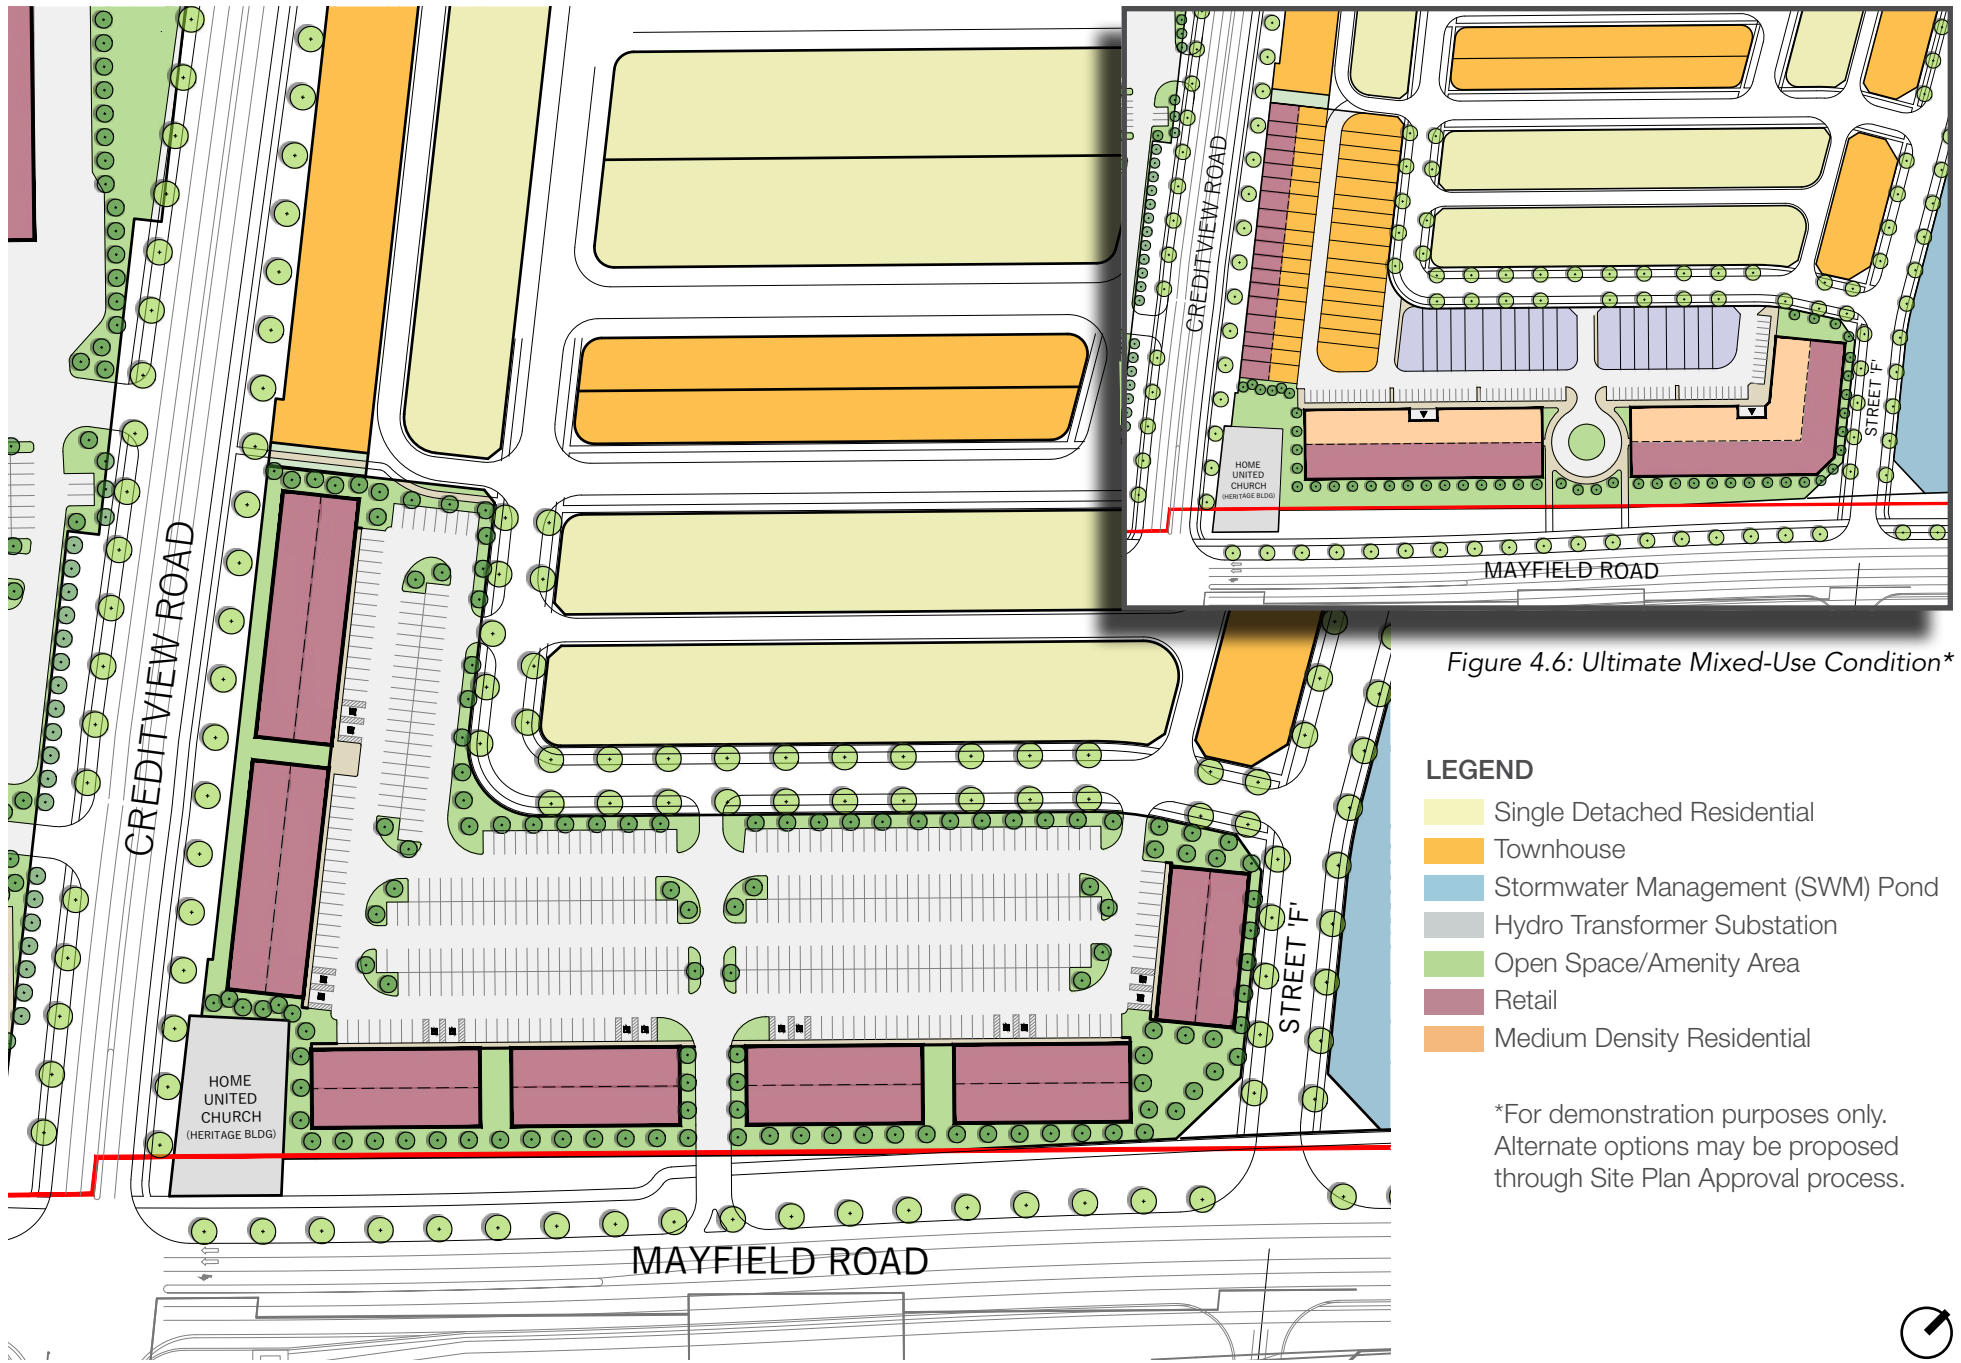 CREDITVIEW ROAD
HOME
UNITED
CHURCH
(HERITAGE BLDG)
STREET 'F'
MAYFIELD ROAD
CREDITVIEW ROAD
HOME
UNITED
CHURCH
(HERITAGE BLDG)
STREET 'F'
MAYFIELD ROAD
Figure 4.6: Ultimate Mixed-Use Condition*
LEGEND
Single Detached Residential
Townhouse
Stormwater Management (SWM) Pond
Hydro Transformer Substation
Open Space/Amenity Area
Retail
Medium Density Residential
*For demonstration purposes only.
Alternate options may be proposed
through Site Plan Approval process.